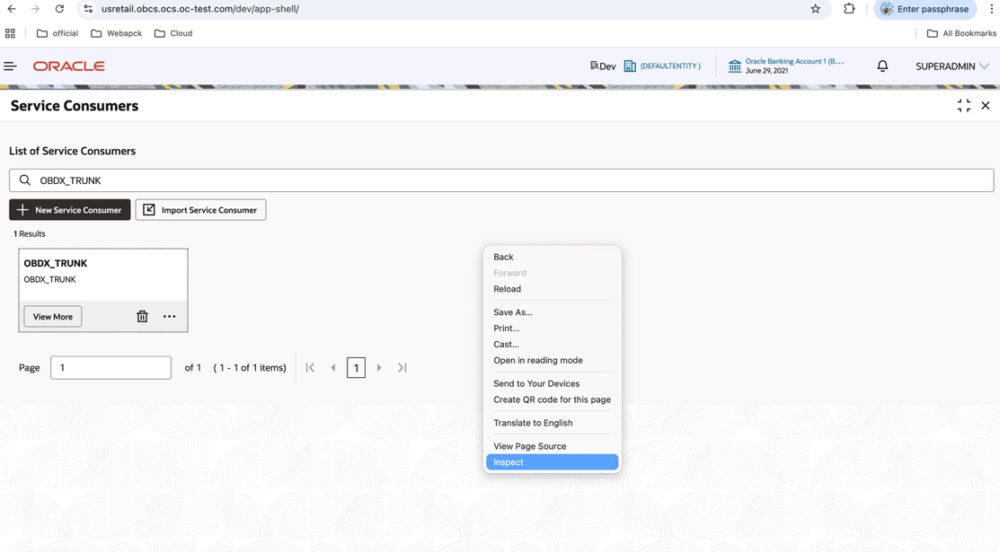 usretail.obcs.ocs.oc-test.com/dev/app-shell/
Enter passphrase
official
Webapck
Cloud
All Bookmarks
ORACLE
Dev
(DEFAULTENTITY )
Oracle Banking Account 1 (B...
June 29, 2021
SUPERADMIN
Service Consumers
List of Service Consumers
OBDX_TRUNK
New Service Consumer
Import Service Consumer
1 Results
OBDX_TRUNK
OBDX_TRUNK
View More
Page 1 of 1 ( 1 - 1 of 1 items) 1
Back
Forward
Reload
Save As...
Print...
Cast...
Open in reading mode
Send to Your Devices
Create QR code for this page
Translate to English
View Page Source
Inspect